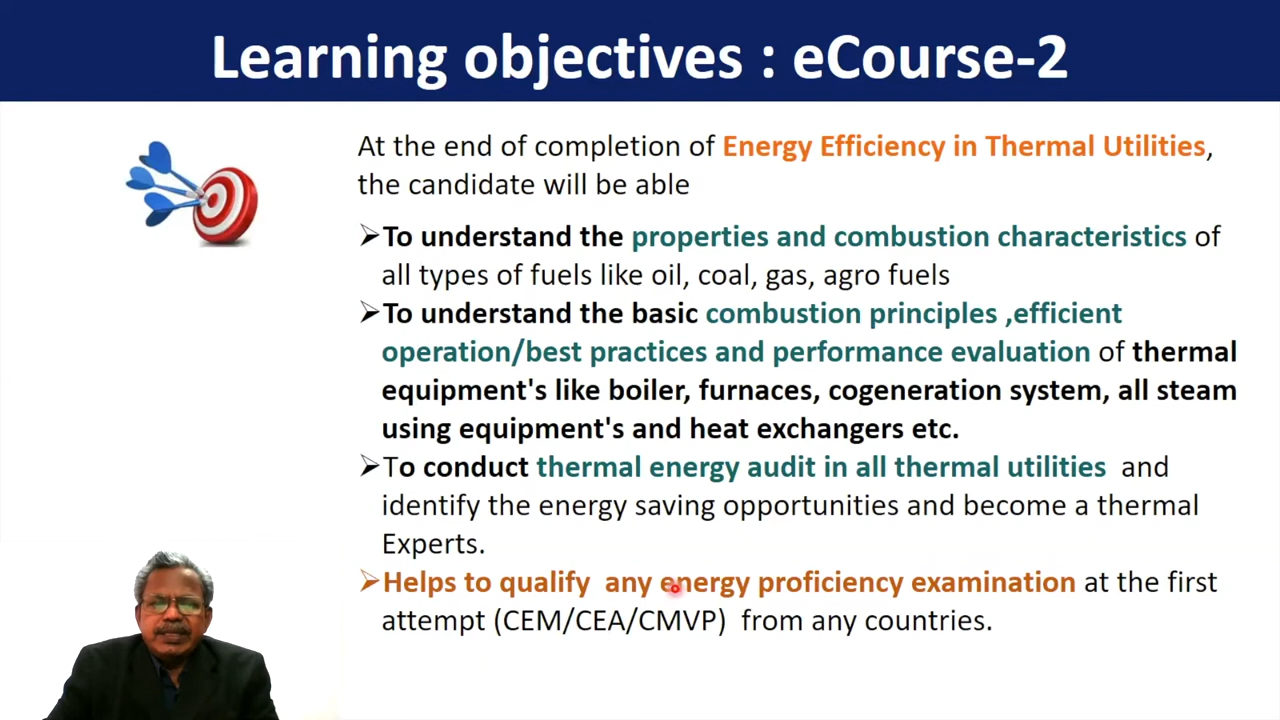 Learning objectives : eCourse-2
At the end of completion of Energy Efficiency in Thermal Utilities,
the candidate will be able
➢To understand the properties and combustion characteristics of
all types of fuels like oil, coal, gas, agro fuels
➢To understand the basic combustion principles ,efficient
operation/best practices and performance evaluation of thermal
equipment's like boiler, furnaces, cogeneration system, all steam
using equipment's and heat exchangers etc.
➢To conduct thermal energy audit in all thermal utilities and
identify the energy saving opportunities and become a thermal
Experts.
➢Helps to qualify any energy proficiency examination at the first
attempt (CEM/CEA/CMVP) from any countries.